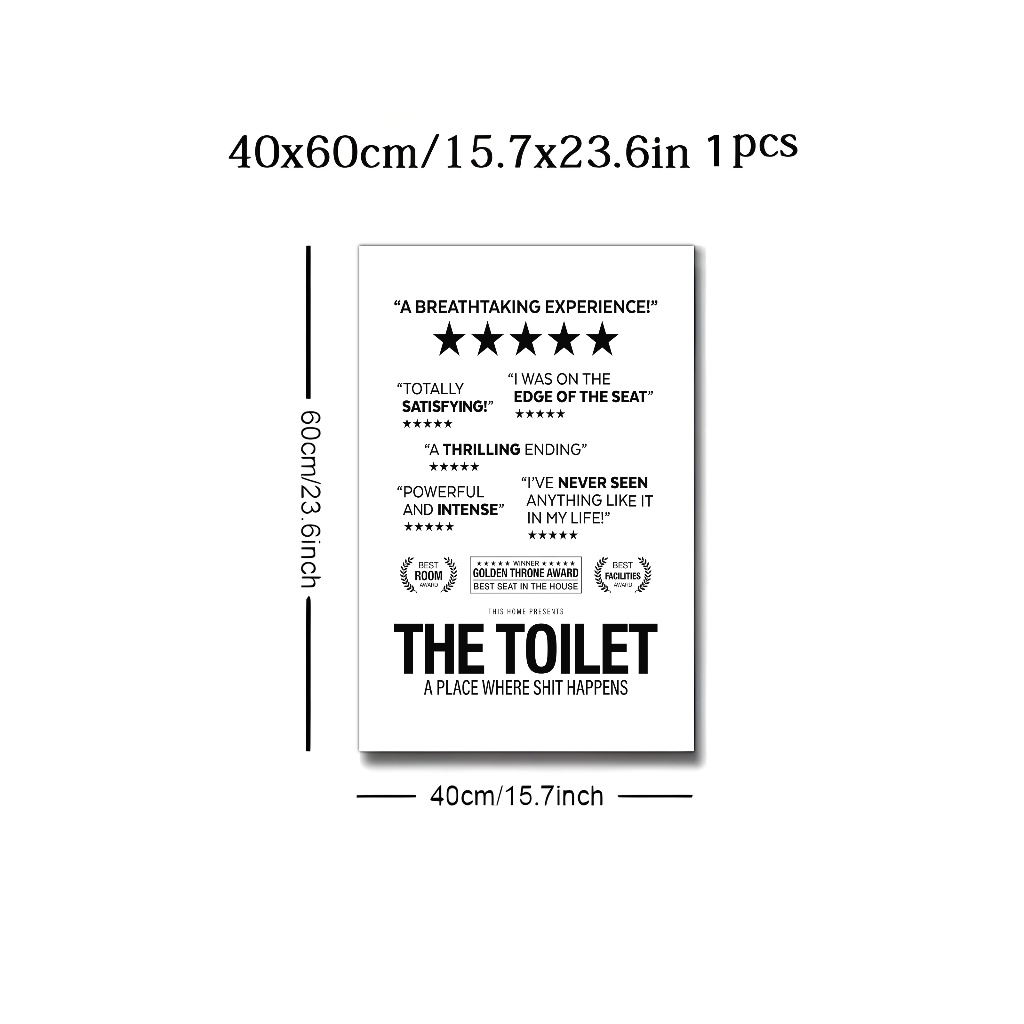 40x60cm/15.7x23.6in 1pcs
60cm/23.6inch
“A BREATHTAKING EXPERIENCE!”
★★★★★
“TOTALLY
SATISFYING!”
★★★★★
“I WAS ON THE
EDGE OF THE SEAT”
★★★★★
“A THRILLING ENDING”
★★★★★
“POWERFUL
AND INTENSE”
★★★★★
“I’VE NEVER SEEN
ANYTHING LIKE IT
IN MY LIFE!”
★★★★★
BEST
ROOM
AWARD
★★★★★ WINNER ★★★★★
GOLDEN THRONE AWARD
BEST SEAT IN THE HOUSE
BEST
FACILITIES
AWARD
THIS HOME PRESENTS
THE TOILET
A PLACE WHERE SHIT HAPPENS
40cm/15.7inch